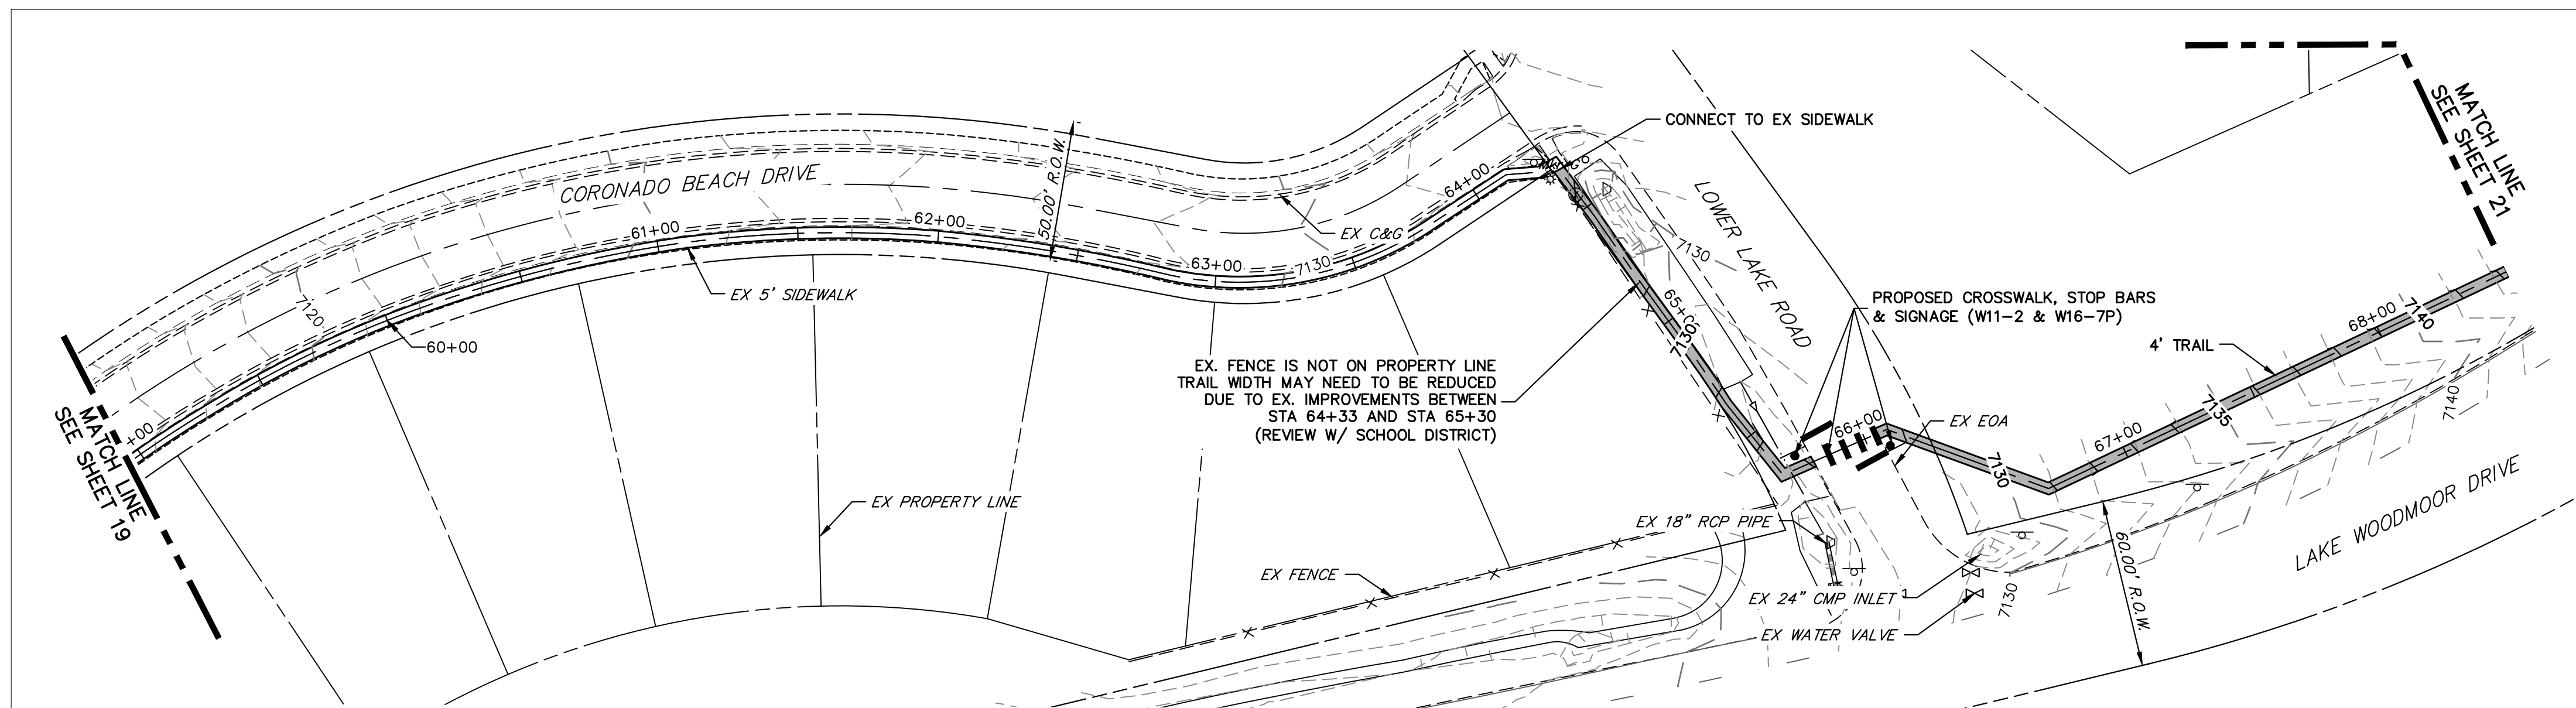 MATCH LINE
SEE SHEET 19
+00
7120
CORONADO BEACH DRIVE
60+00
61+00
EX 5' SIDEWALK
62+00
50.00' R.O.W.
EX PROPERTY LINE
63+00
7130
EX C&G
64+00
CONNECT TO EX SIDEWALK
LOWER LAKE ROAD
7130
65+
7130
EX. FENCE IS NOT ON PROPERTY LINE
TRAIL WIDTH MAY NEED TO BE REDUCED
DUE TO EX. IMPROVEMENTS BETWEEN
STA 64+33 AND STA 65+30
(REVIEW W/ SCHOOL DISTRICT)
PROPOSED CROSSWALK, STOP BARS
& SIGNAGE (W11-2 & W16-7P)
66+00
EX EOA
EX FENCE
EX 18" RCP PIPE
EX 24" CMP INLET
EX WATER VALVE
7130
7130
67+00
7135
4' TRAIL
68+00
7140
7140
60.00' R.O.W.
LAKE WOODMOOR DRIVE
MATCH LINE
SEE SHEET 21